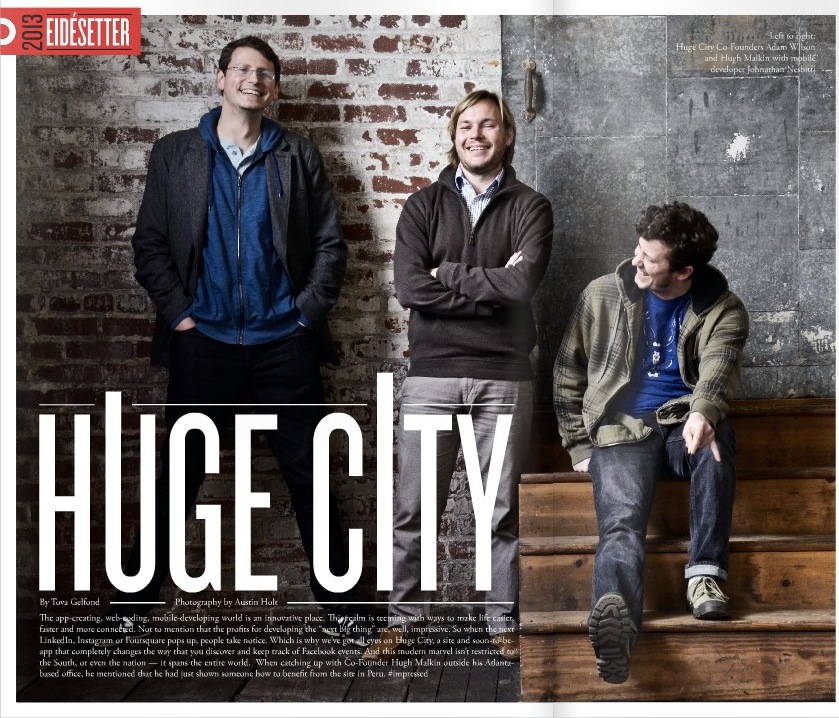 2013 EIDÉSETTER
Left to right:
Huge City Co-Founders Adam Wilson
and Hugh Malkin with mobile
developer Johnathan Nesbitt
HUGE CITY
By Tova Gelfond Photography by Austin Holt
The app-creating, web-coding, mobile-developing world is an innovative place. This realm is teeming with ways to make life easier,
faster and more connected. Not to mention that the profits for developing the "next big thing" are, well, impressive. So when the next
LinkedIn, Instagram or Foursquare pops up, people take notice. Which is why we've got all eyes on Huge City, a site and soon-to-be-
app that completely changes the way that you discover and keep track of Facebook events. And this modern marvel isn't restricted to
the South, or even the nation — it spans the entire world. When catching up with Co-Founder Hugh Malkin outside his Atlanta-
based office, he mentioned that he had just shown someone how to benefit from the site in Peru. #impressed